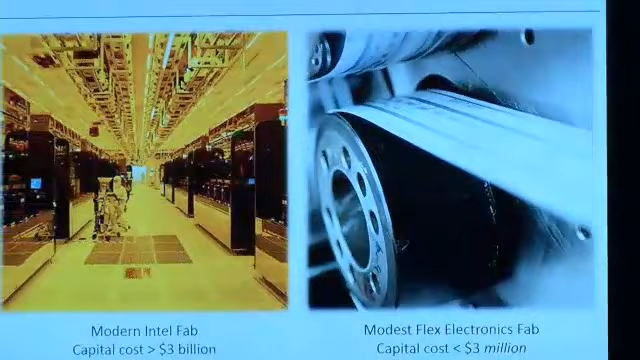 Modern Intel Fab
Capital cost > $3 billion
Modest Flex Electronics Fab
Capital cost < $3 million